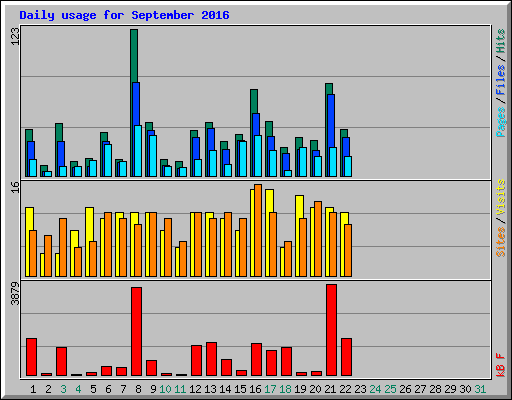 Daily usage for September 2016
123
Pages / Files / Hits
16
Sites / Visits
3879
kB F
1 2 3 4 5 6 7 8 9 10 11 12 13 14 15 16 17 18 19 20 21 22 23 24 25 26 27 28 29 30 31